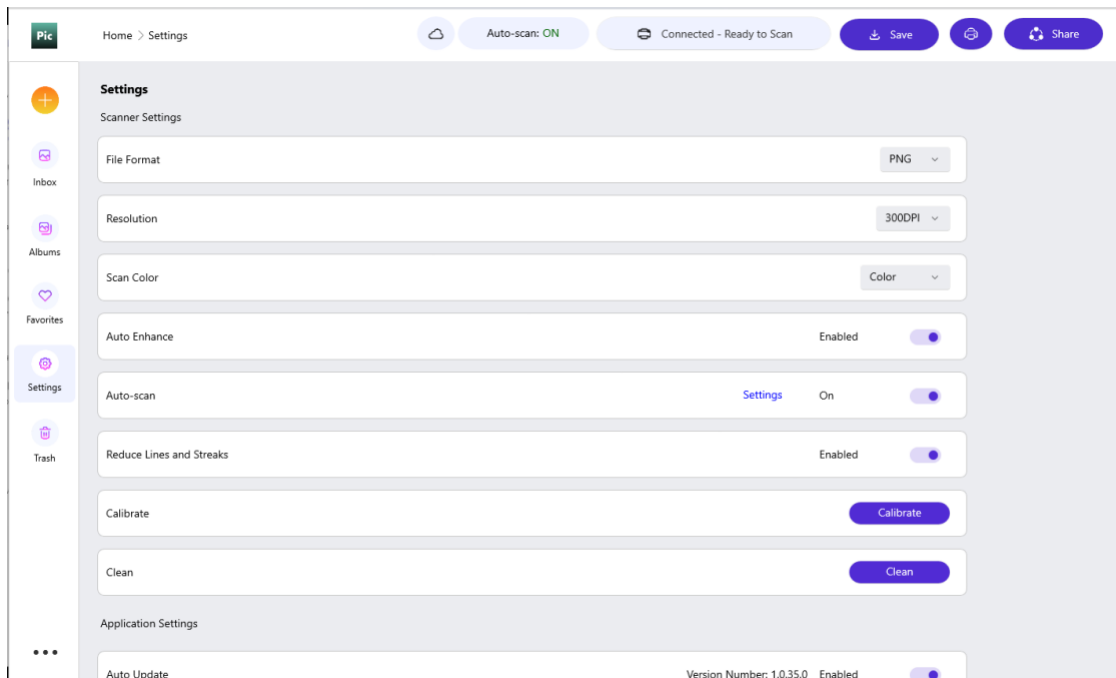 Pic
Home > Settings
Auto-scan: ON
Connected - Ready to Scan
Save
Share
Inbox
Albums
Favorites
Settings
Trash
Settings
Scanner Settings
File Format PNG
Resolution 300DPI
Scan Color Color
Auto Enhance Enabled
Auto-scan Settings On
Reduce Lines and Streaks Enabled
Calibrate Calibrate
Clean Clean
Application Settings
Auto Update Version Number: 1.0.35.0 Enabled